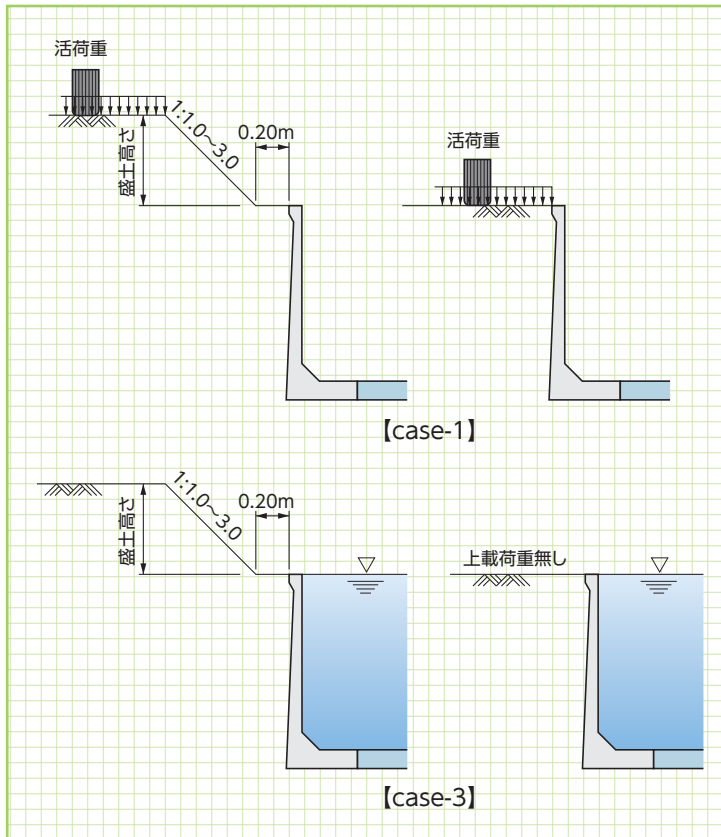 活荷重
1:1.0～3.0
0.20m
盛土高さ
活荷重
【case-1】
1:1.0～3.0
0.20m
盛土高さ
上載荷重無し
【case-3】